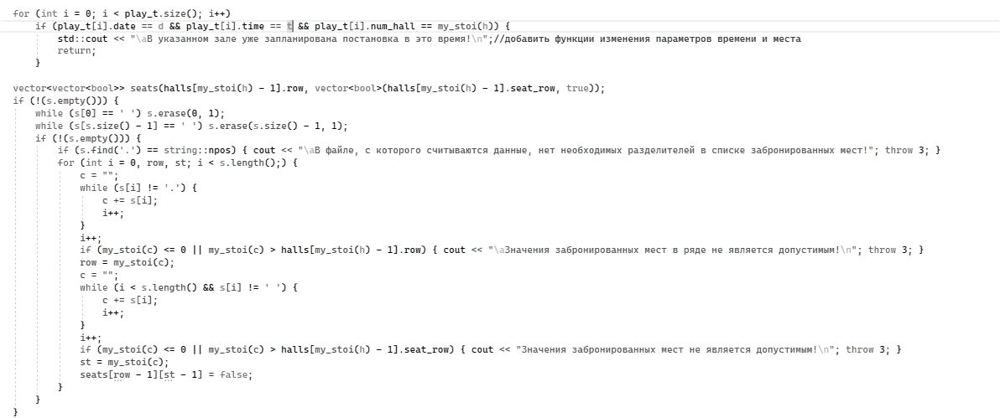 for (int i = 0; i < play_t.size(); i++)
if (play_t[i].date == d && play_t[i].time == t && play_t[i].num_hall == my_stoi(h)) {
std::cout << "\aВ указанном зале уже запланирована постановка в это время!\n";//добавить функции изменения параметров времени и места
return;
}
vector<vector<bool>> seats(halls[my_stoi(h) - 1].row, vector<bool>(halls[my_stoi(h) - 1].seat_row, true));
if (!(s.empty())) {
while (s[0] == ' ') s.erase(0, 1);
while (s[s.size() - 1] == ' ') s.erase(s.size() - 1, 1);
if (!(s.empty())) {
if (s.find('.') == string::npos) { cout << "\aВ файле, с которого считываются данные, нет необходимых разделителей в списке забронированных мест!"; throw 3; }
for (int i = 0, row, st; i < s.length();) {
c = "";
while (s[i] != '.') {
c += s[i];
i++;
}
i++;
if (my_stoi(c) <= 0 || my_stoi(c) > halls[my_stoi(h) - 1].row) { cout << "\aЗначения забронированных мест в ряде не является допустимым!\n"; throw 3; }
row = my_stoi(c);
c = "";
while (i < s.length() && s[i] != ' ') {
c += s[i];
i++;
}
i++;
if (my_stoi(c) <= 0 || my_stoi(c) > halls[my_stoi(h) - 1].seat_row) { cout << "Значения забронированных мест не является допустимым!\n"; throw 3; }
st = my_stoi(c);
seats[row - 1][st - 1] = false;
}
}
}